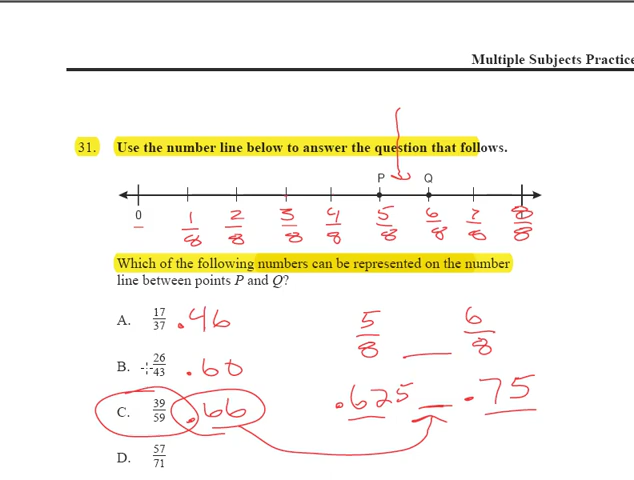 Multiple Subjects Practice
31. Use the number line below to answer the question that follows.
P Q
0 1/8 2/8 3/8 4/8 5/8 6/8 7/8 8/8
Which of the following numbers can be represented on the number
line between points P and Q?
A. 17/37 .46
B. 26/43 .60
C. 39/59 .66
D. 57/71
5/8 __ 6/8
.625 __ .75